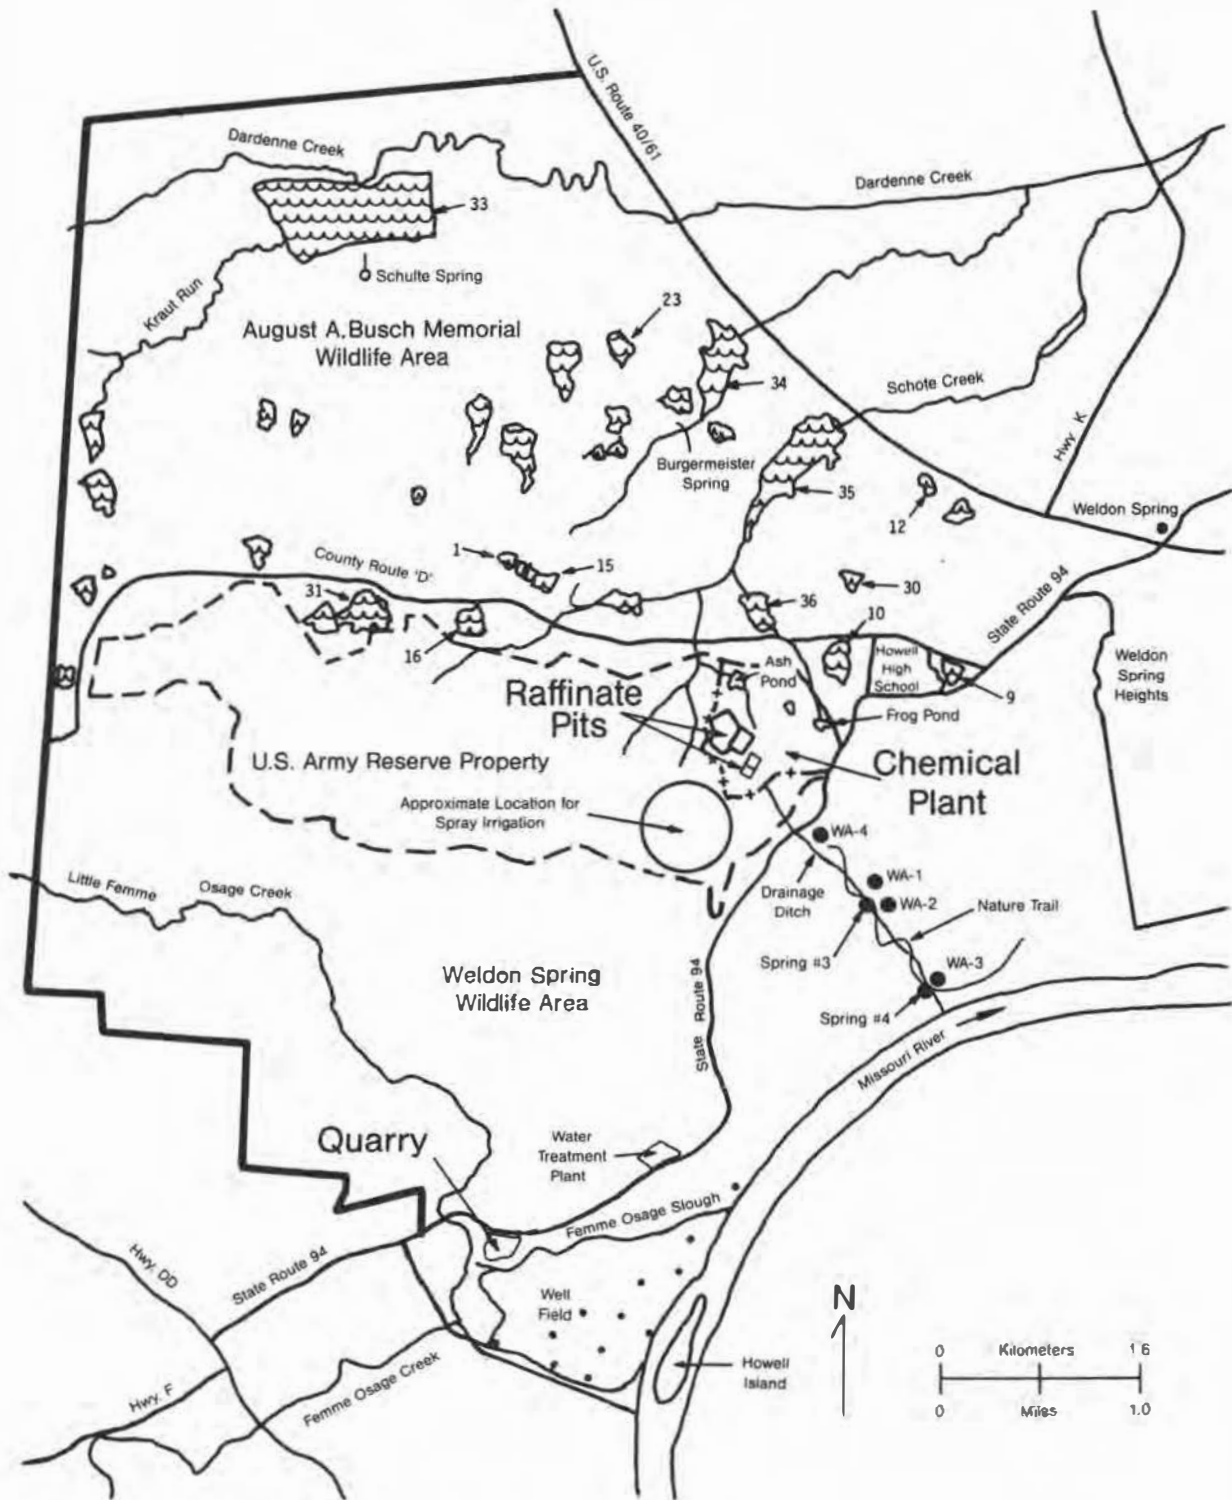 U.S. Route 40/61
Dardenne Creek
Dardenne Creek
33
Schulte Spring
Kraut Run
23
August A. Busch Memorial
Wildlife Area
34
Schote Creek
Hwy. K
Burgermeister
Spring
35
12
Weldon Spring
County Route 'D'
1
15
31
30
State Route 94
36
10
16
Howell
High
School
Ash
Pond
Weldon
Spring
Heights
Raffinate
Pits
9
Frog Pond
U.S. Army Reserve Property
Chemical
Plant
Approximate Location for
Spray Irrigation
WA-4
Little Femme Osage Creek
WA-1
Drainage
Ditch
WA-2
Nature Trail
Spring #3
WA-3
Weldon Spring
Wildlife Area
Spring #4
State Route 94
Missouri River
Quarry
Water
Treatment
Plant
Femme Osage Slough
Hwy. DD
State Route 94
Well
Field
N
0 Kilometers 1 6
0 Miles 1.0
Howell
Island
Hwy. F
Femme Osage Creek